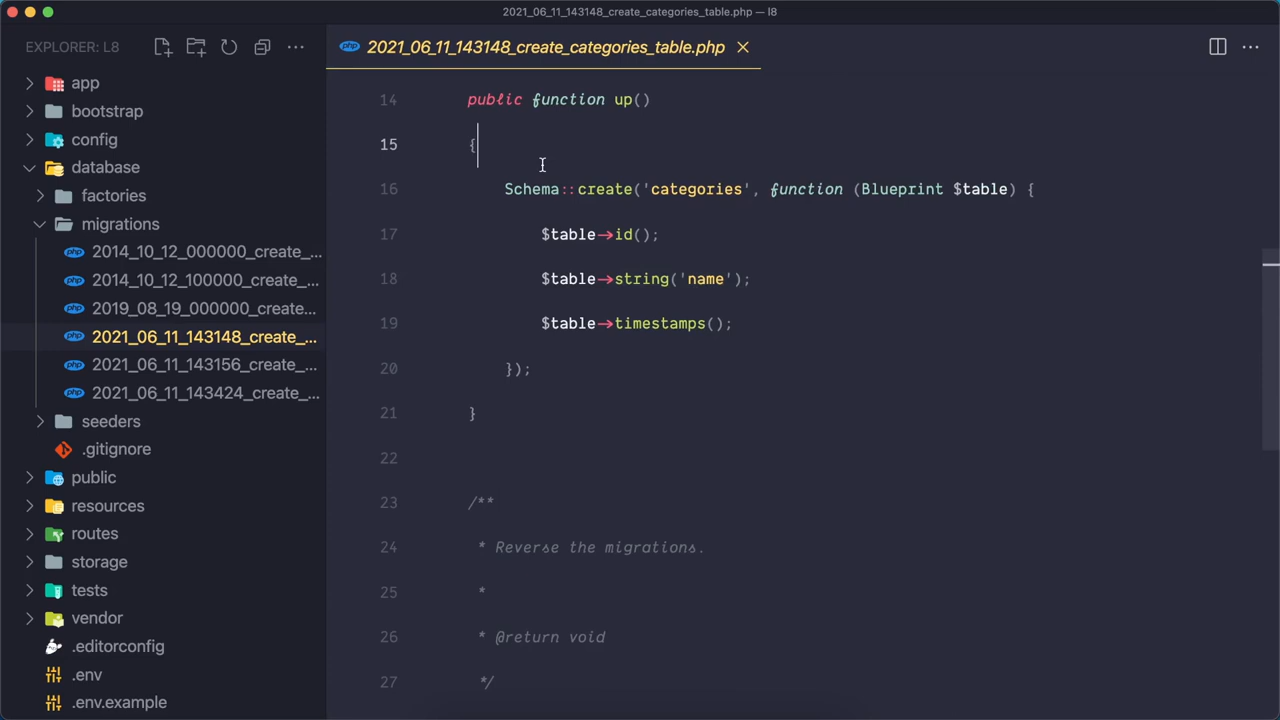 2021_06_11_143148_create_categories_table.php — l8
EXPLORER: L8
app
bootstrap
config
database
factories
migrations
2014_10_12_000000_create_...
2014_10_12_100000_create_...
2019_08_19_000000_create...
2021_06_11_143148_create_...
2021_06_11_143156_create_...
2021_06_11_143424_create_...
seeders
.gitignore
public
resources
routes
storage
tests
vendor
.editorconfig
.env
.env.example
php 2021_06_11_143148_create_categories_table.php
14 public function up()
15 {
16 Schema::create('categories', function (Blueprint $table) {
17 $table->id();
18 $table->string('name');
19 $table->timestamps();
20 });
21 }
22
23 /**
24 * Reverse the migrations.
25 *
26 * @return void
27 */